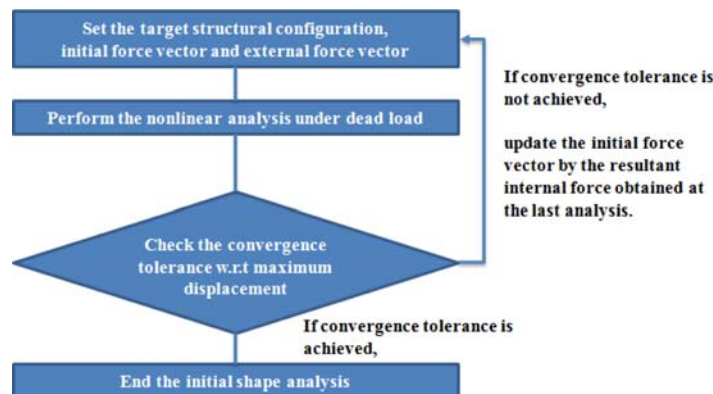 Set the target structural configuration,
initial force vector and external force vector
If convergence tolerance is
not achieved,
update the initial force
vector by the resultant
internal force obtained at
the last analysis.
Perform the nonlinear analysis under dead load
Check the convergence
tolerance w.r.t maximum
displacement
If convergence tolerance is
achieved,
End the initial shape analysis